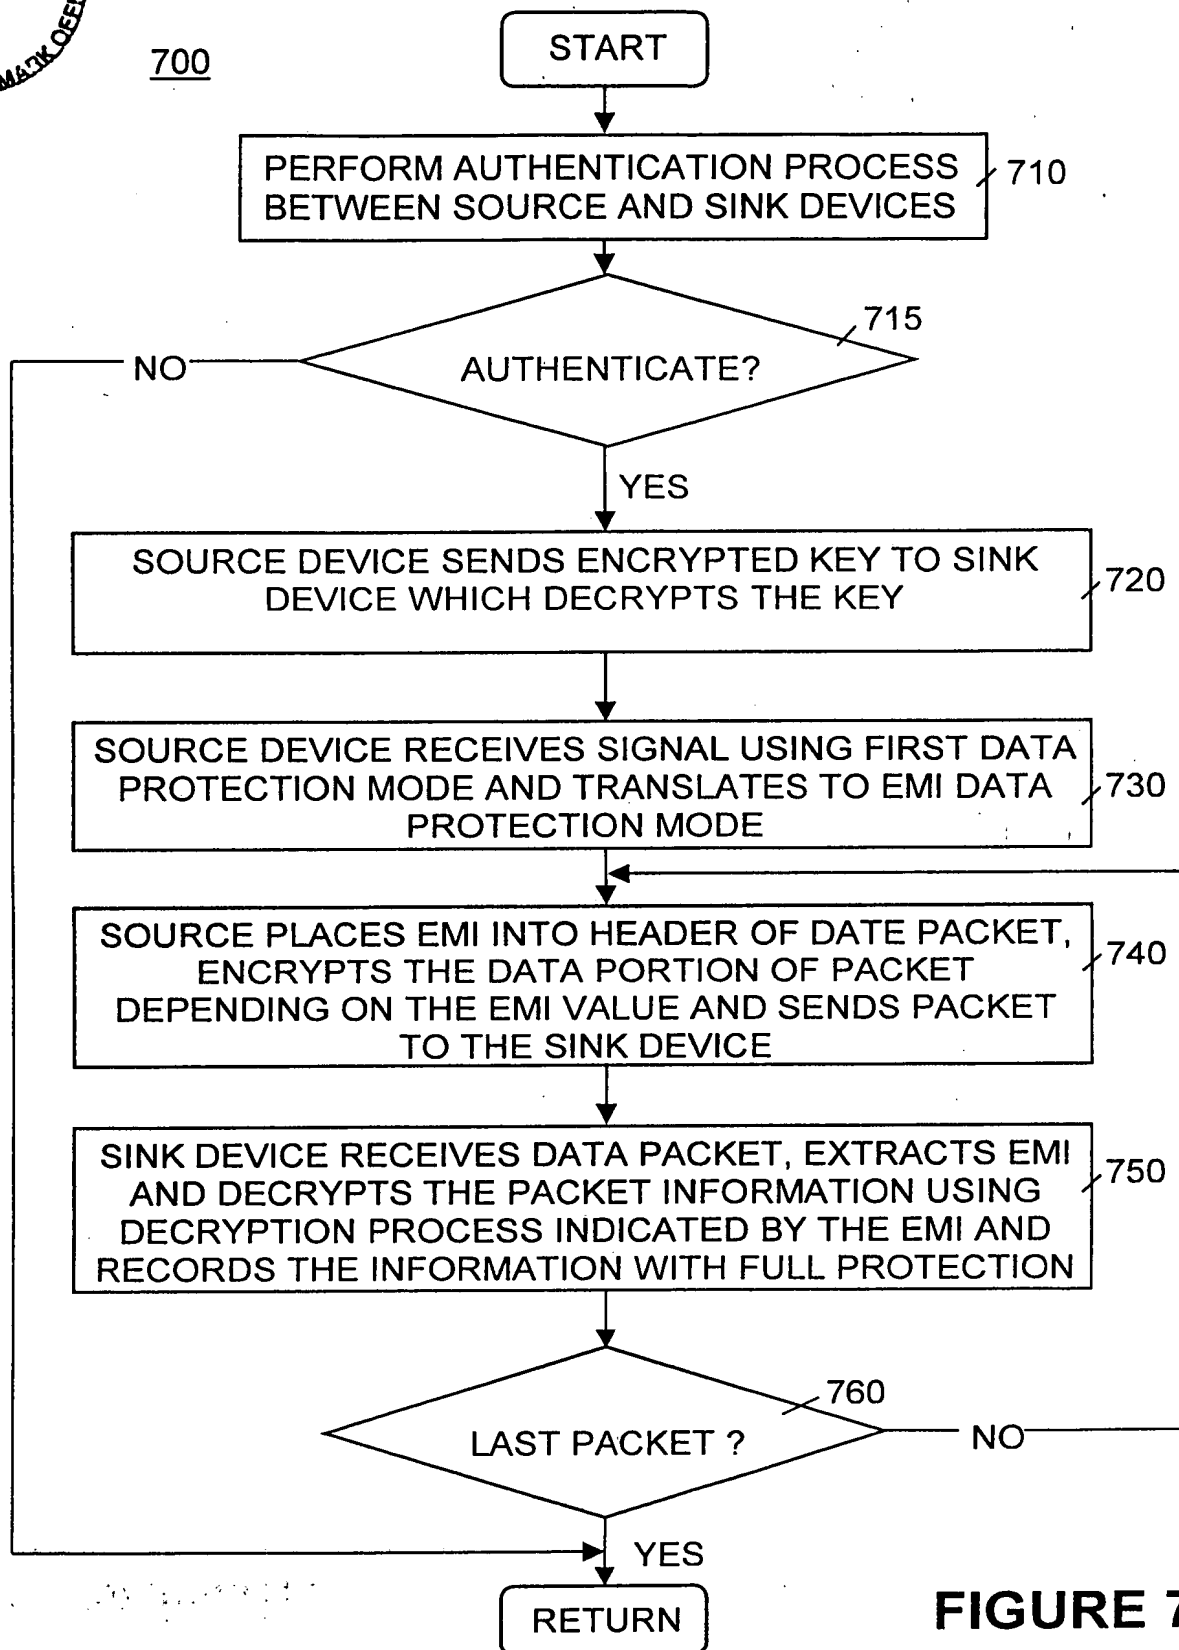 700
START
PERFORM AUTHENTICATION PROCESS
BETWEEN SOURCE AND SINK DEVICES
710
715
AUTHENTICATE?
NO
YES
SOURCE DEVICE SENDS ENCRYPTED KEY TO SINK
DEVICE WHICH DECRYPTS THE KEY
720
SOURCE DEVICE RECEIVES SIGNAL USING FIRST DATA
PROTECTION MODE AND TRANSLATES TO EMI DATA
PROTECTION MODE
730
SOURCE PLACES EMI INTO HEADER OF DATE PACKET,
ENCRYPTS THE DATA PORTION OF PACKET
DEPENDING ON THE EMI VALUE AND SENDS PACKET
TO THE SINK DEVICE
740
SINK DEVICE RECEIVES DATA PACKET, EXTRACTS EMI
AND DECRYPTS THE PACKET INFORMATION USING
DECRYPTION PROCESS INDICATED BY THE EMI AND
RECORDS THE INFORMATION WITH FULL PROTECTION
750
760
LAST PACKET ?
NO
YES
RETURN
FIGURE 7